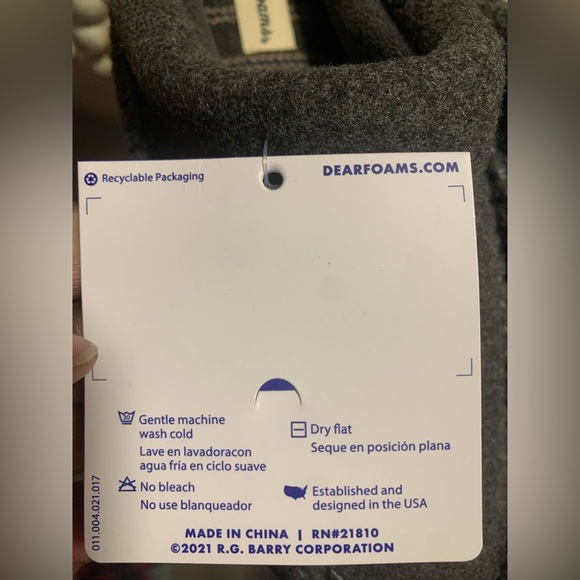 Recyclable Packaging
DEARFOAMS.COM
30
Gentle machine
wash cold
Lave en lavadoracon
agua fría en ciclo suave
No bleach
No use blanqueador
Dry flat
Seque en posición plana
Established and
designed in the USA
011.004.021.017
MADE IN CHINA | RN#21810
©2021 R.G. BARRY CORPORATION